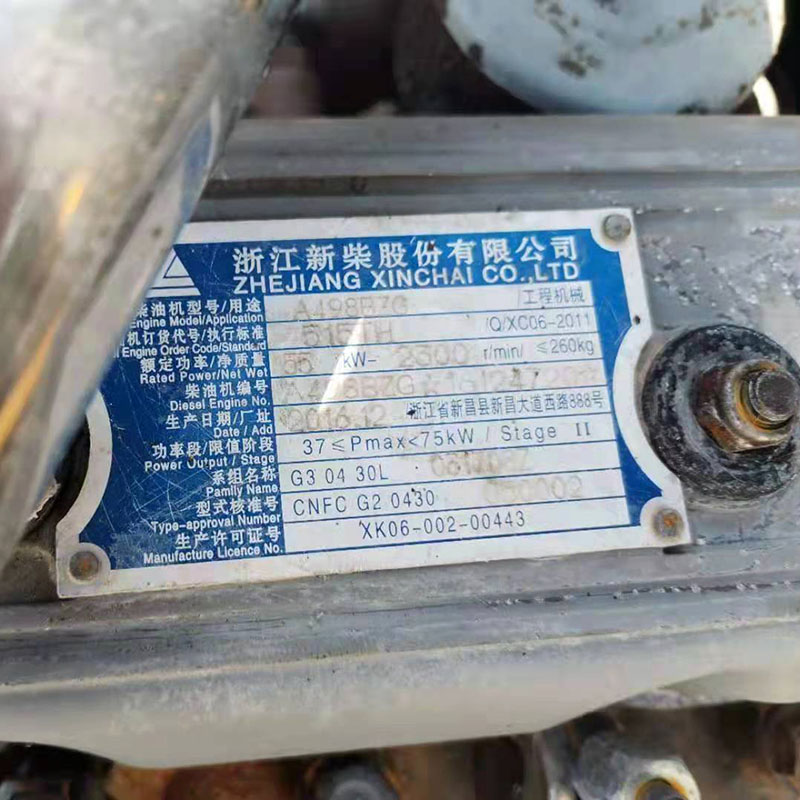 浙江新柴股份有限公司
ZHEJIANG XINCHAI CO.,LTD
柴油机型号/用途 A498BZG /工程机械
Engine Model/Application
机订货代号/执行标准 /Q/XC06-2011
Engine Order Code/Standard
额定功率/净质量 55 kW- 2300 r/min/ ≤260kg
Rated Power/Net Weight
柴油机编号
Diesel Engine No.
生产日期/厂址 2016.12 /浙江省新昌县新昌大道西路888号
Date / Add
功率段/限值阶段 37≤Pmax<75kW / Stage II
Power Output / Stage
系组名称 G3 04 30L
Family Name
型式核准号 CNFC G2 0430
Type-approval Number
生产许可证号 XK06-002-00443
Manufacture Licence No.